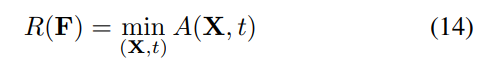 R(F) = min A(X, t) (14)
(X,t)